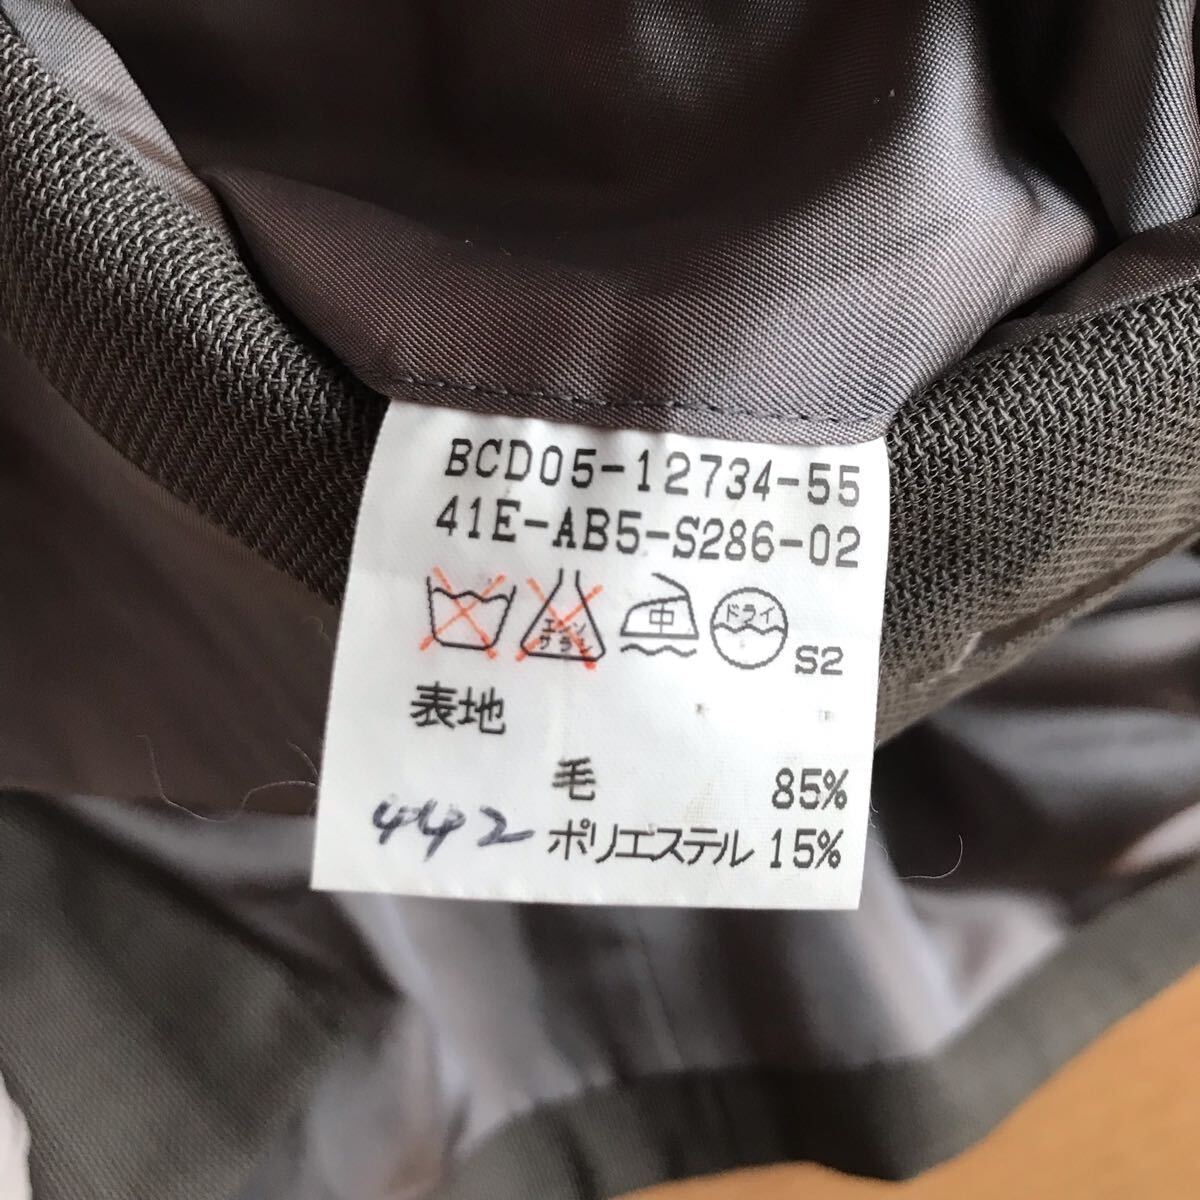 BCD05-12734-55
41E-AB5-S286-02
エンソ サラシ 中 ドライ S2
表地
毛 85%
442 ポリエステル 15%